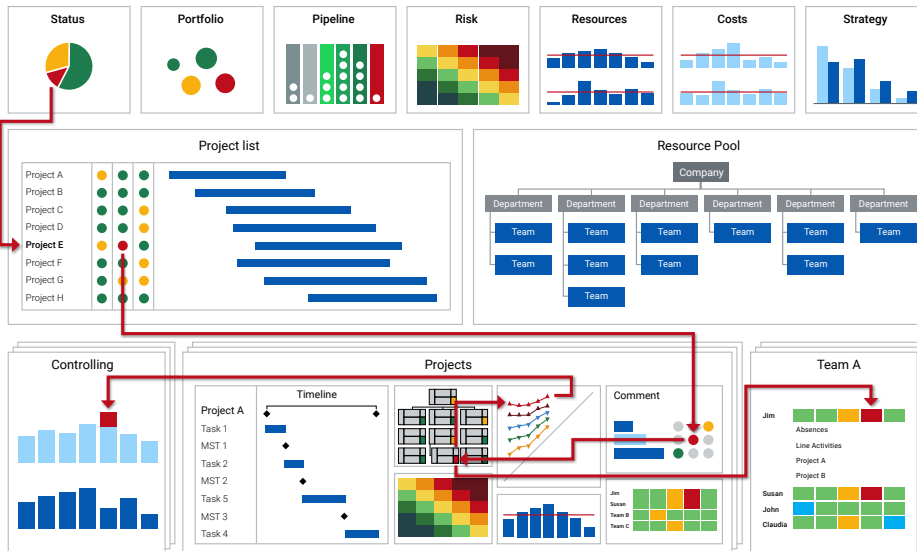 Status
Portfolio
Pipeline
Risk
Resources
Costs
Strategy
Project list
Project A
Project B
Project C
Project D
Project E
Project F
Project G
Project H
Resource Pool
Company
Department
Department
Department
Department
Department
Department
Team
Team
Team
Team
Team
Team
Team
Team
Team
Team
Team
Controlling
Projects
Project A
Timeline
Task 1
MST 1
Task 2
MST 2
Task 5
MST 3
Task 4
Comment
Jim
Susan
Team B
Team C
Team A
Jim
Absences
Line Activities
Project A
Project B
Susan
John
Claudia